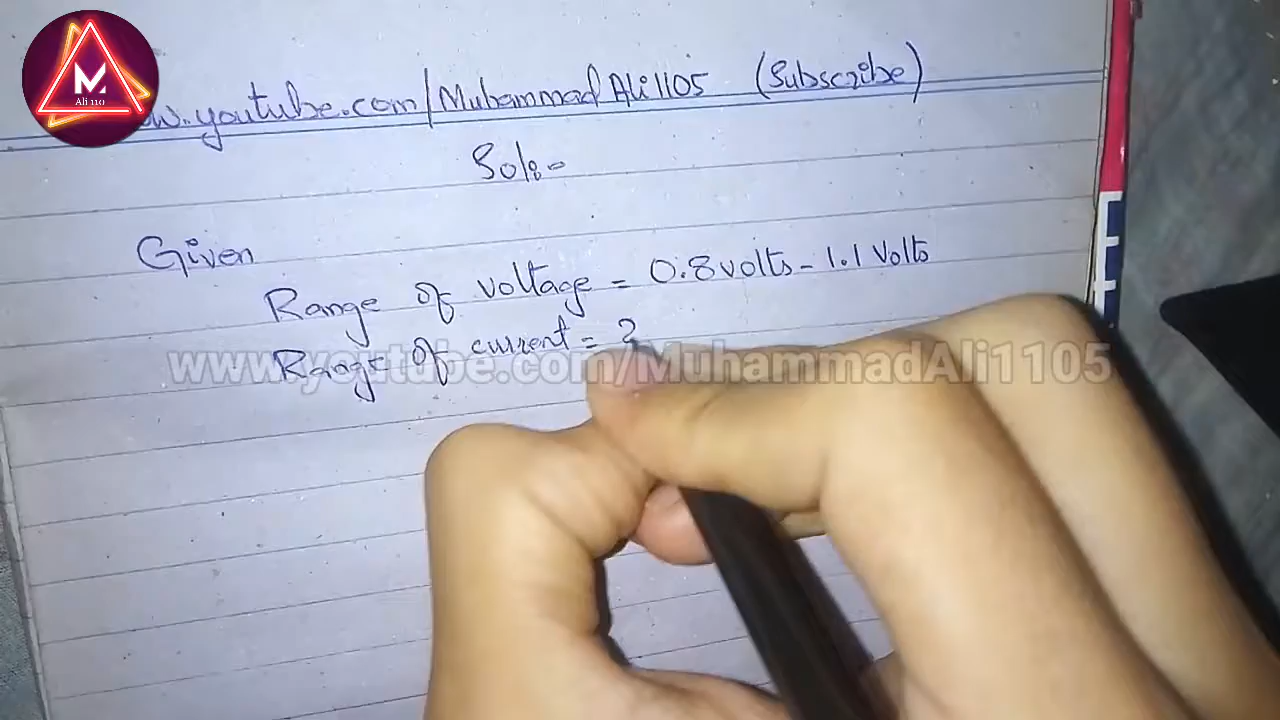 M
Ali 110
w.youtube.com/MuhammadAli1105 (Subscribe)
Sol:-
Given
Range of voltage = 0.8 volts - 1.1 Volts
Range of current = 2
www.youtube.com/MuhammadAli1105